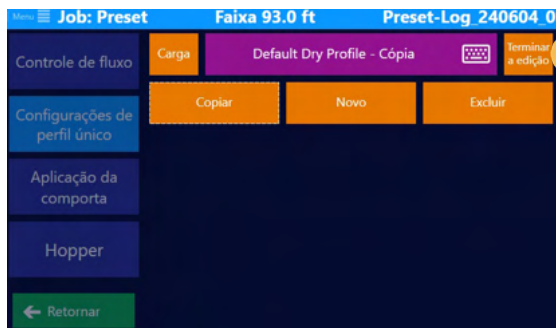 Menu Job: Preset Faixa 93.0 ft Preset-Log_240604_0
Controle de fluxo
Carga
Default Dry Profile - Cópia
Terminar
a edição
Configurações de
perfil único
Copiar
Novo
Excluir
Aplicação da
comporta
Hopper
Retornar